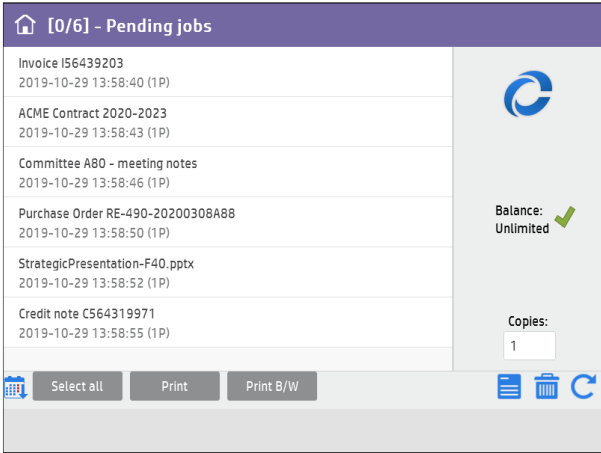 [0/6] - Pending jobs
Invoice I56439203
2019-10-29 13:58:40 (1P)
ACME Contract 2020-2023
2019-10-29 13:58:43 (1P)
Committee A80 - meeting notes
2019-10-29 13:58:46 (1P)
Purchase Order RE-490-20200308A88
2019-10-29 13:58:50 (1P)
StrategicPresentation-F40.pptx
2019-10-29 13:58:52 (1P)
Credit note C564319971
2019-10-29 13:58:55 (1P)
Balance:
Unlimited
Copies:
1
Select all
Print
Print B/W